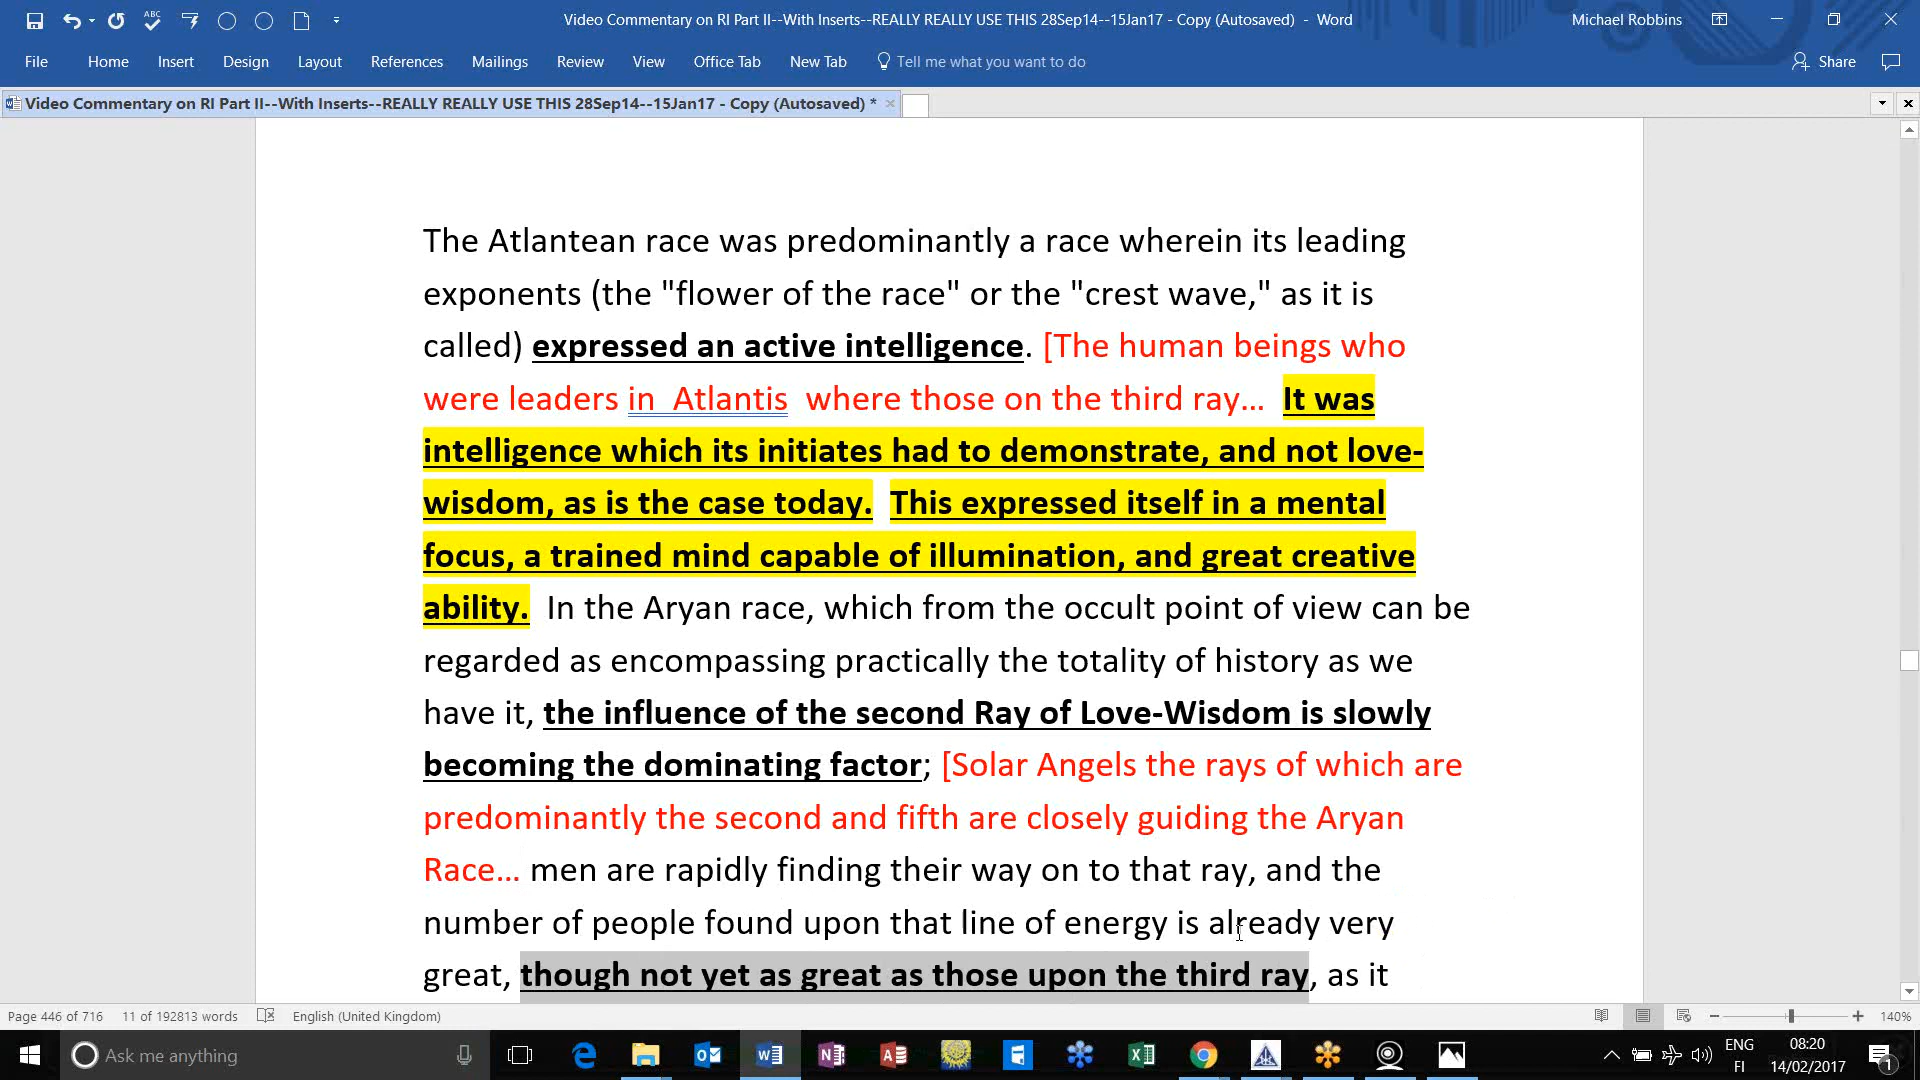 Video Commentary on RI Part II--With Inserts--REALLY REALLY USE THIS 28Sep14--15Jan17 - Copy (Autosaved) - Word
Michael Robbins
File Home Insert Design Layout References Mailings Review View Office Tab New Tab Tell me what you want to do Share
Video Commentary on RI Part II--With Inserts--REALLY REALLY USE THIS 28Sep14--15Jan17 - Copy (Autosaved) *
The Atlantean race was predominantly a race wherein its leading
exponents (the "flower of the race" or the "crest wave," as it is
called) expressed an active intelligence. [The human beings who
were leaders in  Atlantis  where those on the third ray…  It was
intelligence which its initiates had to demonstrate, and not love-
wisdom, as is the case today.  This expressed itself in a mental
focus, a trained mind capable of illumination, and great creative
ability.  In the Aryan race, which from the occult point of view can be
regarded as encompassing practically the totality of history as we
have it, the influence of the second Ray of Love-Wisdom is slowly
becoming the dominating factor; [Solar Angels the rays of which are
predominantly the second and fifth are closely guiding the Aryan
Race… men are rapidly finding their way on to that ray, and the
number of people found upon that line of energy is already very
great, though not yet as great as those upon the third ray, as it
Page 446 of 716 11 of 192813 words English (United Kingdom) 140%
Ask me anything
ENG
FI
08:20
14/02/2017
1